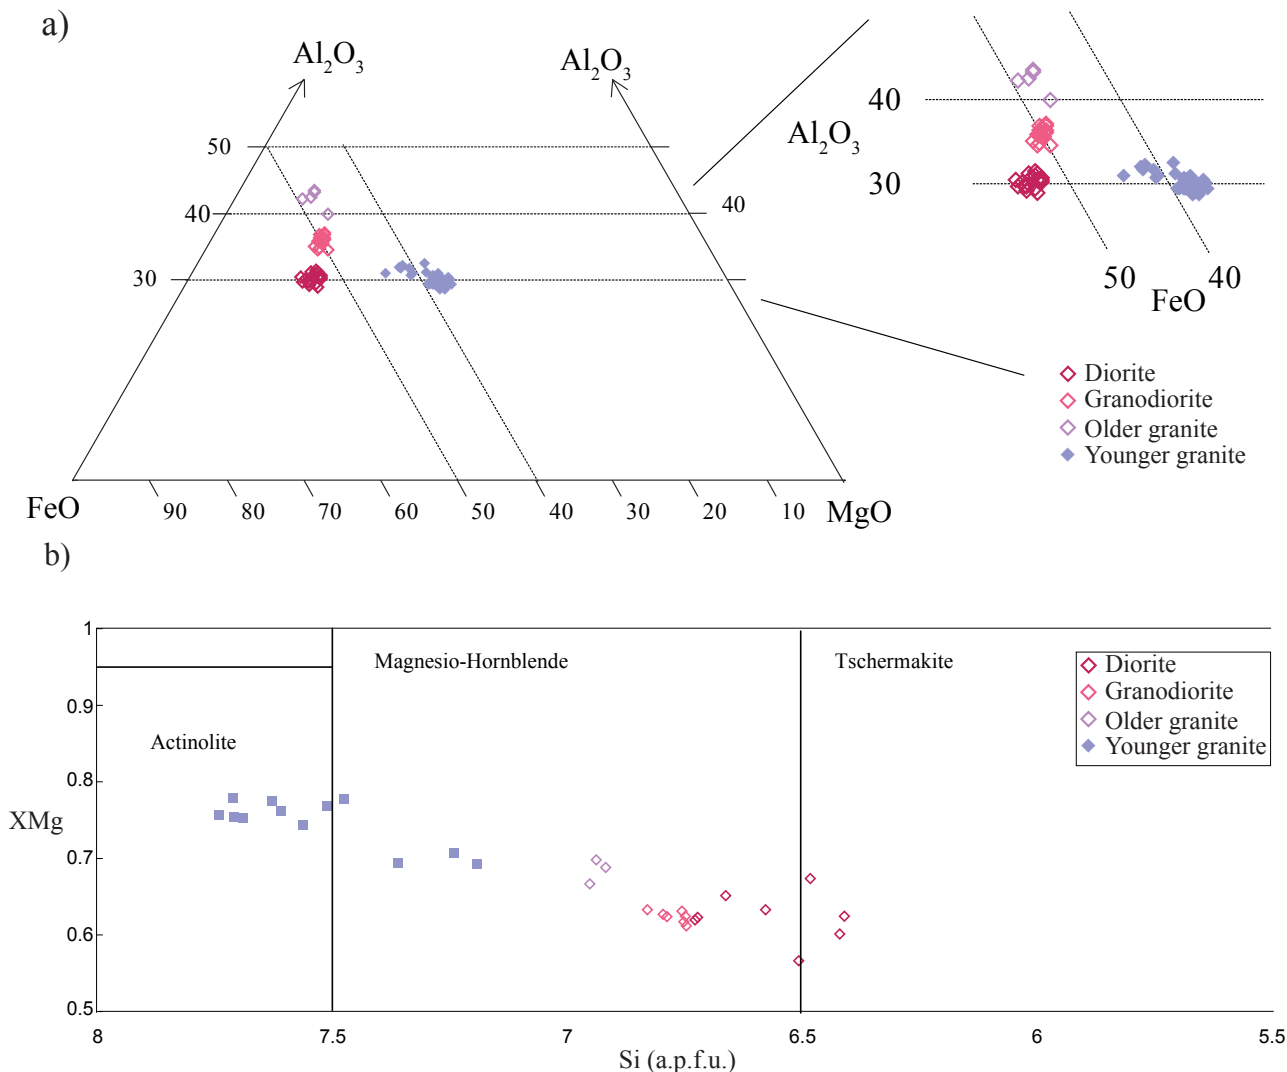 a)
Al₂O₃
Al₂O₃
50
40
30
40
FeO
90
80
70
60
50
40
30
20
10
MgO
40
Al₂O₃
30
50
40
FeO
Diorite
Granodiorite
Older granite
Younger granite
b)
1
0.9
0.8
XMg
0.7
0.6
0.5
Actinolite
Magnesio-Hornblende
Tschermakite
Diorite
Granodiorite
Older granite
Younger granite
8
7.5
7
6.5
6
5.5
Si (a.p.f.u.)